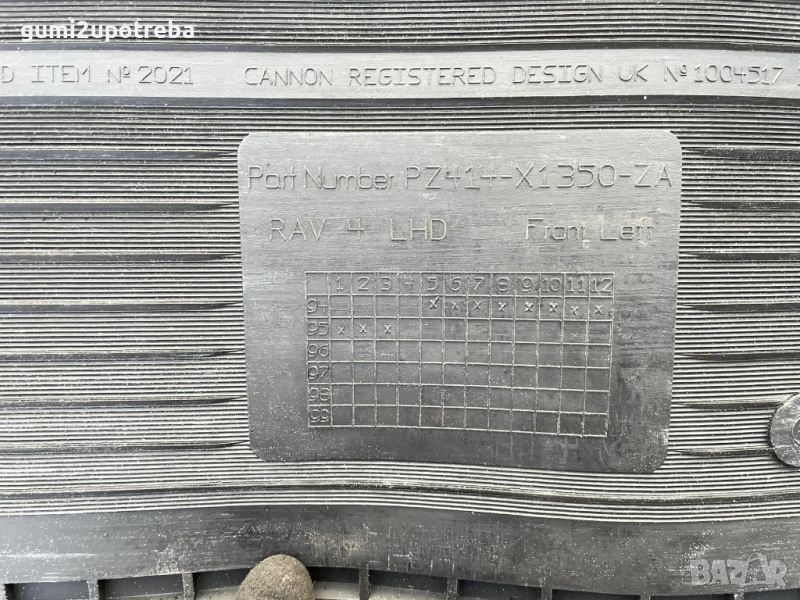 gumi2upotreba
D ITEM Nº 2021 CANNON REGISTERED DESIGN UK Nº 1004517
Part Number PZ414-X1350-ZA
RAV 4 LHD Front Left
1 2 3 4 5 6 7 8 9 10 11 12
94 x x x x x x x x
95 x x x
96
97
98
99
BAZAR